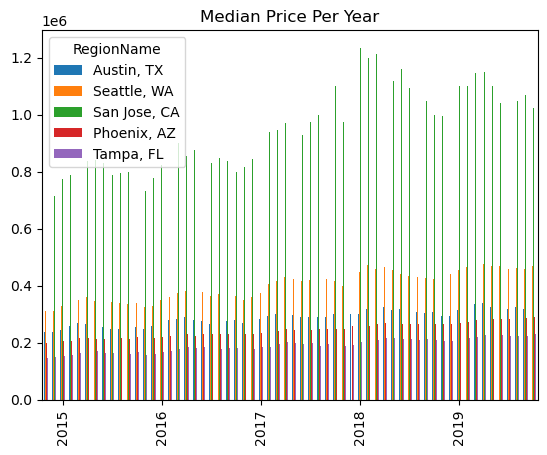 Median Price Per Year
1e6
RegionName
Austin, TX
Seattle, WA
San Jose, CA
Phoenix, AZ
Tampa, FL
1.2
1.0
0.8
0.6
0.4
0.2
0.0
2015
2016
2017
2018
2019